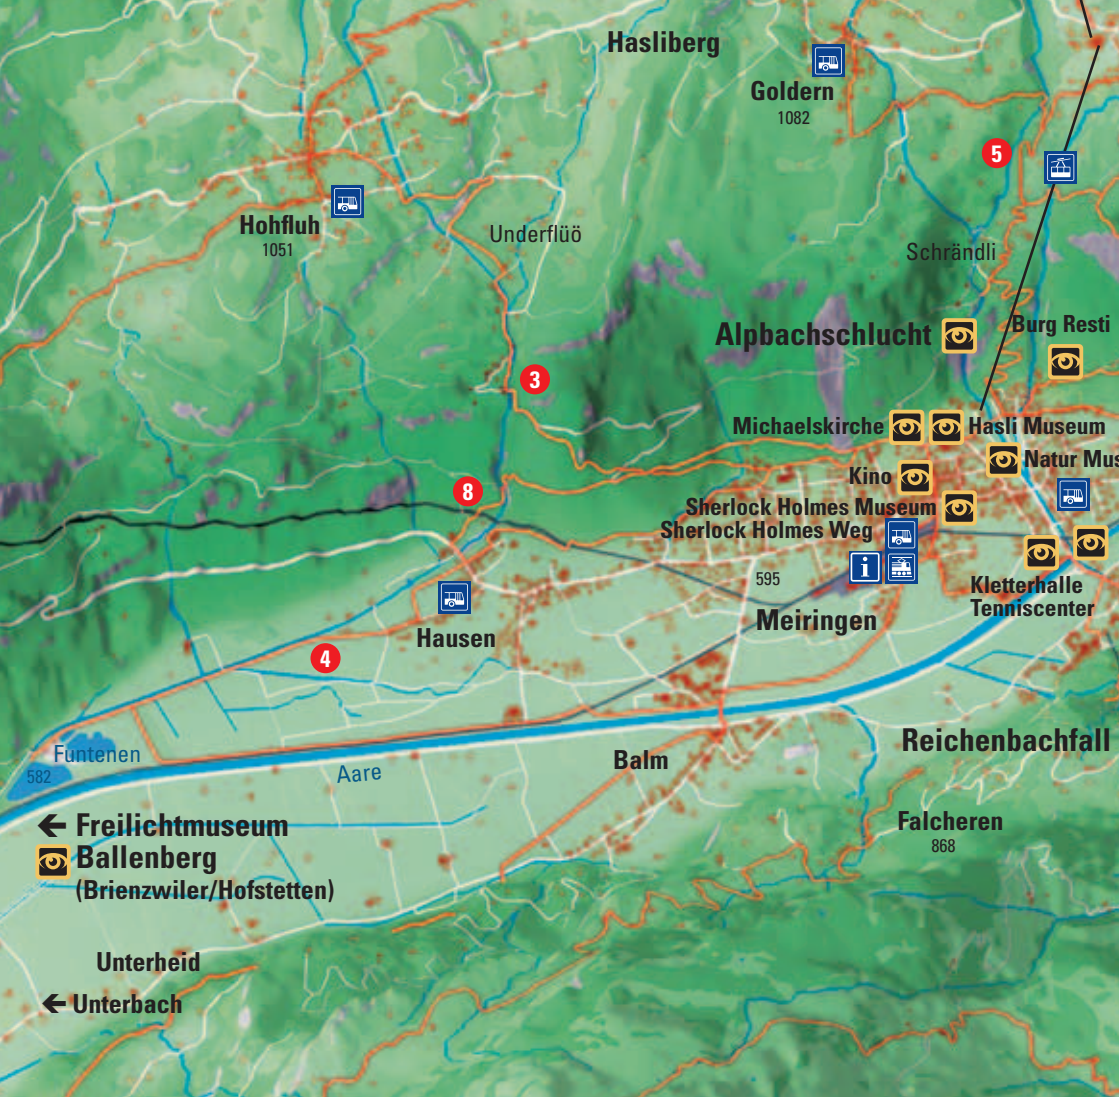 Hasliberg
Goldern
1082
5
Hohfluh
1051
Underflüö
Schrändli
Alpbachschlucht
Burg Resti
3
Michaelskirche
Hasli Museum
Natur Mus
Kino
8
Sherlock Holmes Museum
Sherlock Holmes Weg
i
595
Kletterhalle
Tenniscenter
Meiringen
Hausen
4
Funtenen
582
Aare
Balm
Reichenbachfall
Falcheren
868
← Freilichtmuseum
Ballenberg
(Brienzwiler/Hofstetten)
Unterheid
← Unterbach